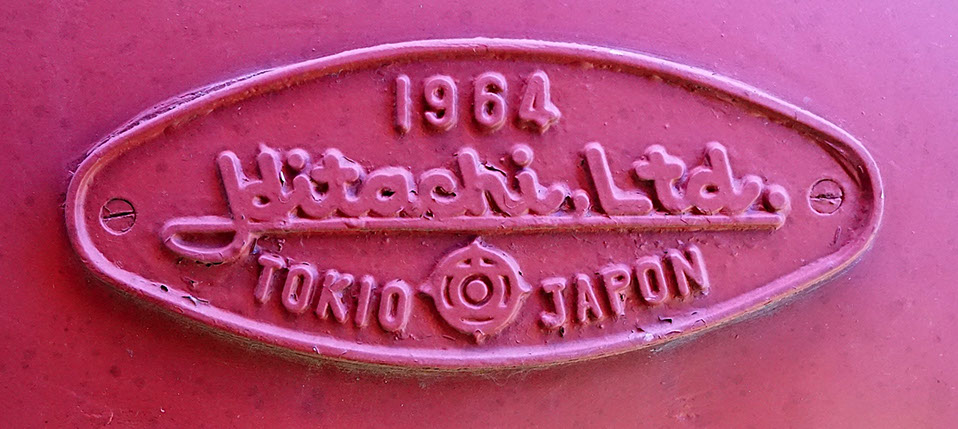 1964
Hitachi, Ltd.
TOKIO JAPON